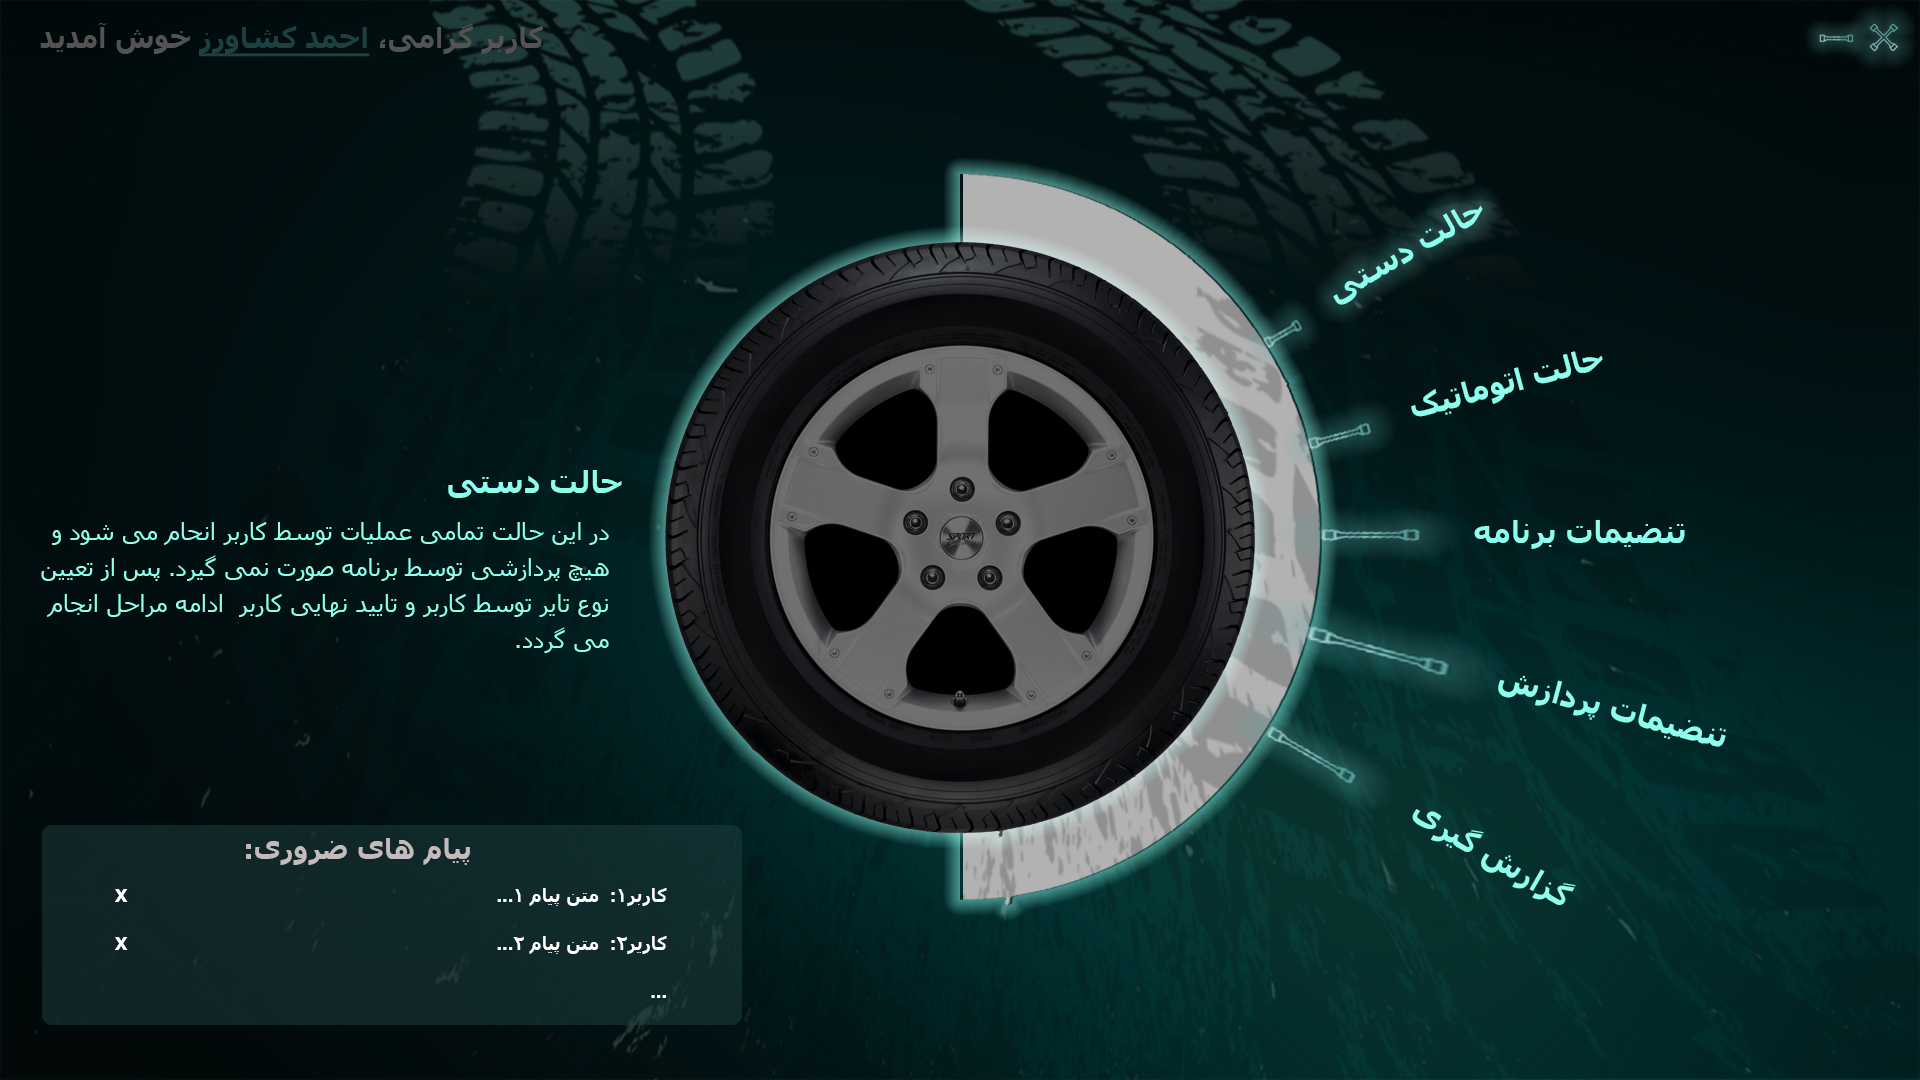 کاربر گرامی، احمد کشاورز خوش آمدید
حالت دستی
حالت اتوماتیک
تنضیمات برنامه
تنضیمات پردازش
گزارش گیری
SPORT
حالت دستی
در این حالت تمامی عملیات توسط کاربر انحام می شود و
هیچ پردازشی توسط برنامه صورت نمی گیرد. پس از تعیین
نوع تایر توسط کاربر و تایید نهایی کاربر  ادامه مراحل انجام
می گردد.
پیام های ضروری:
کاربر۱:  متن پیام ۱... X
کاریر۲:  متن پیام ۲... X
...